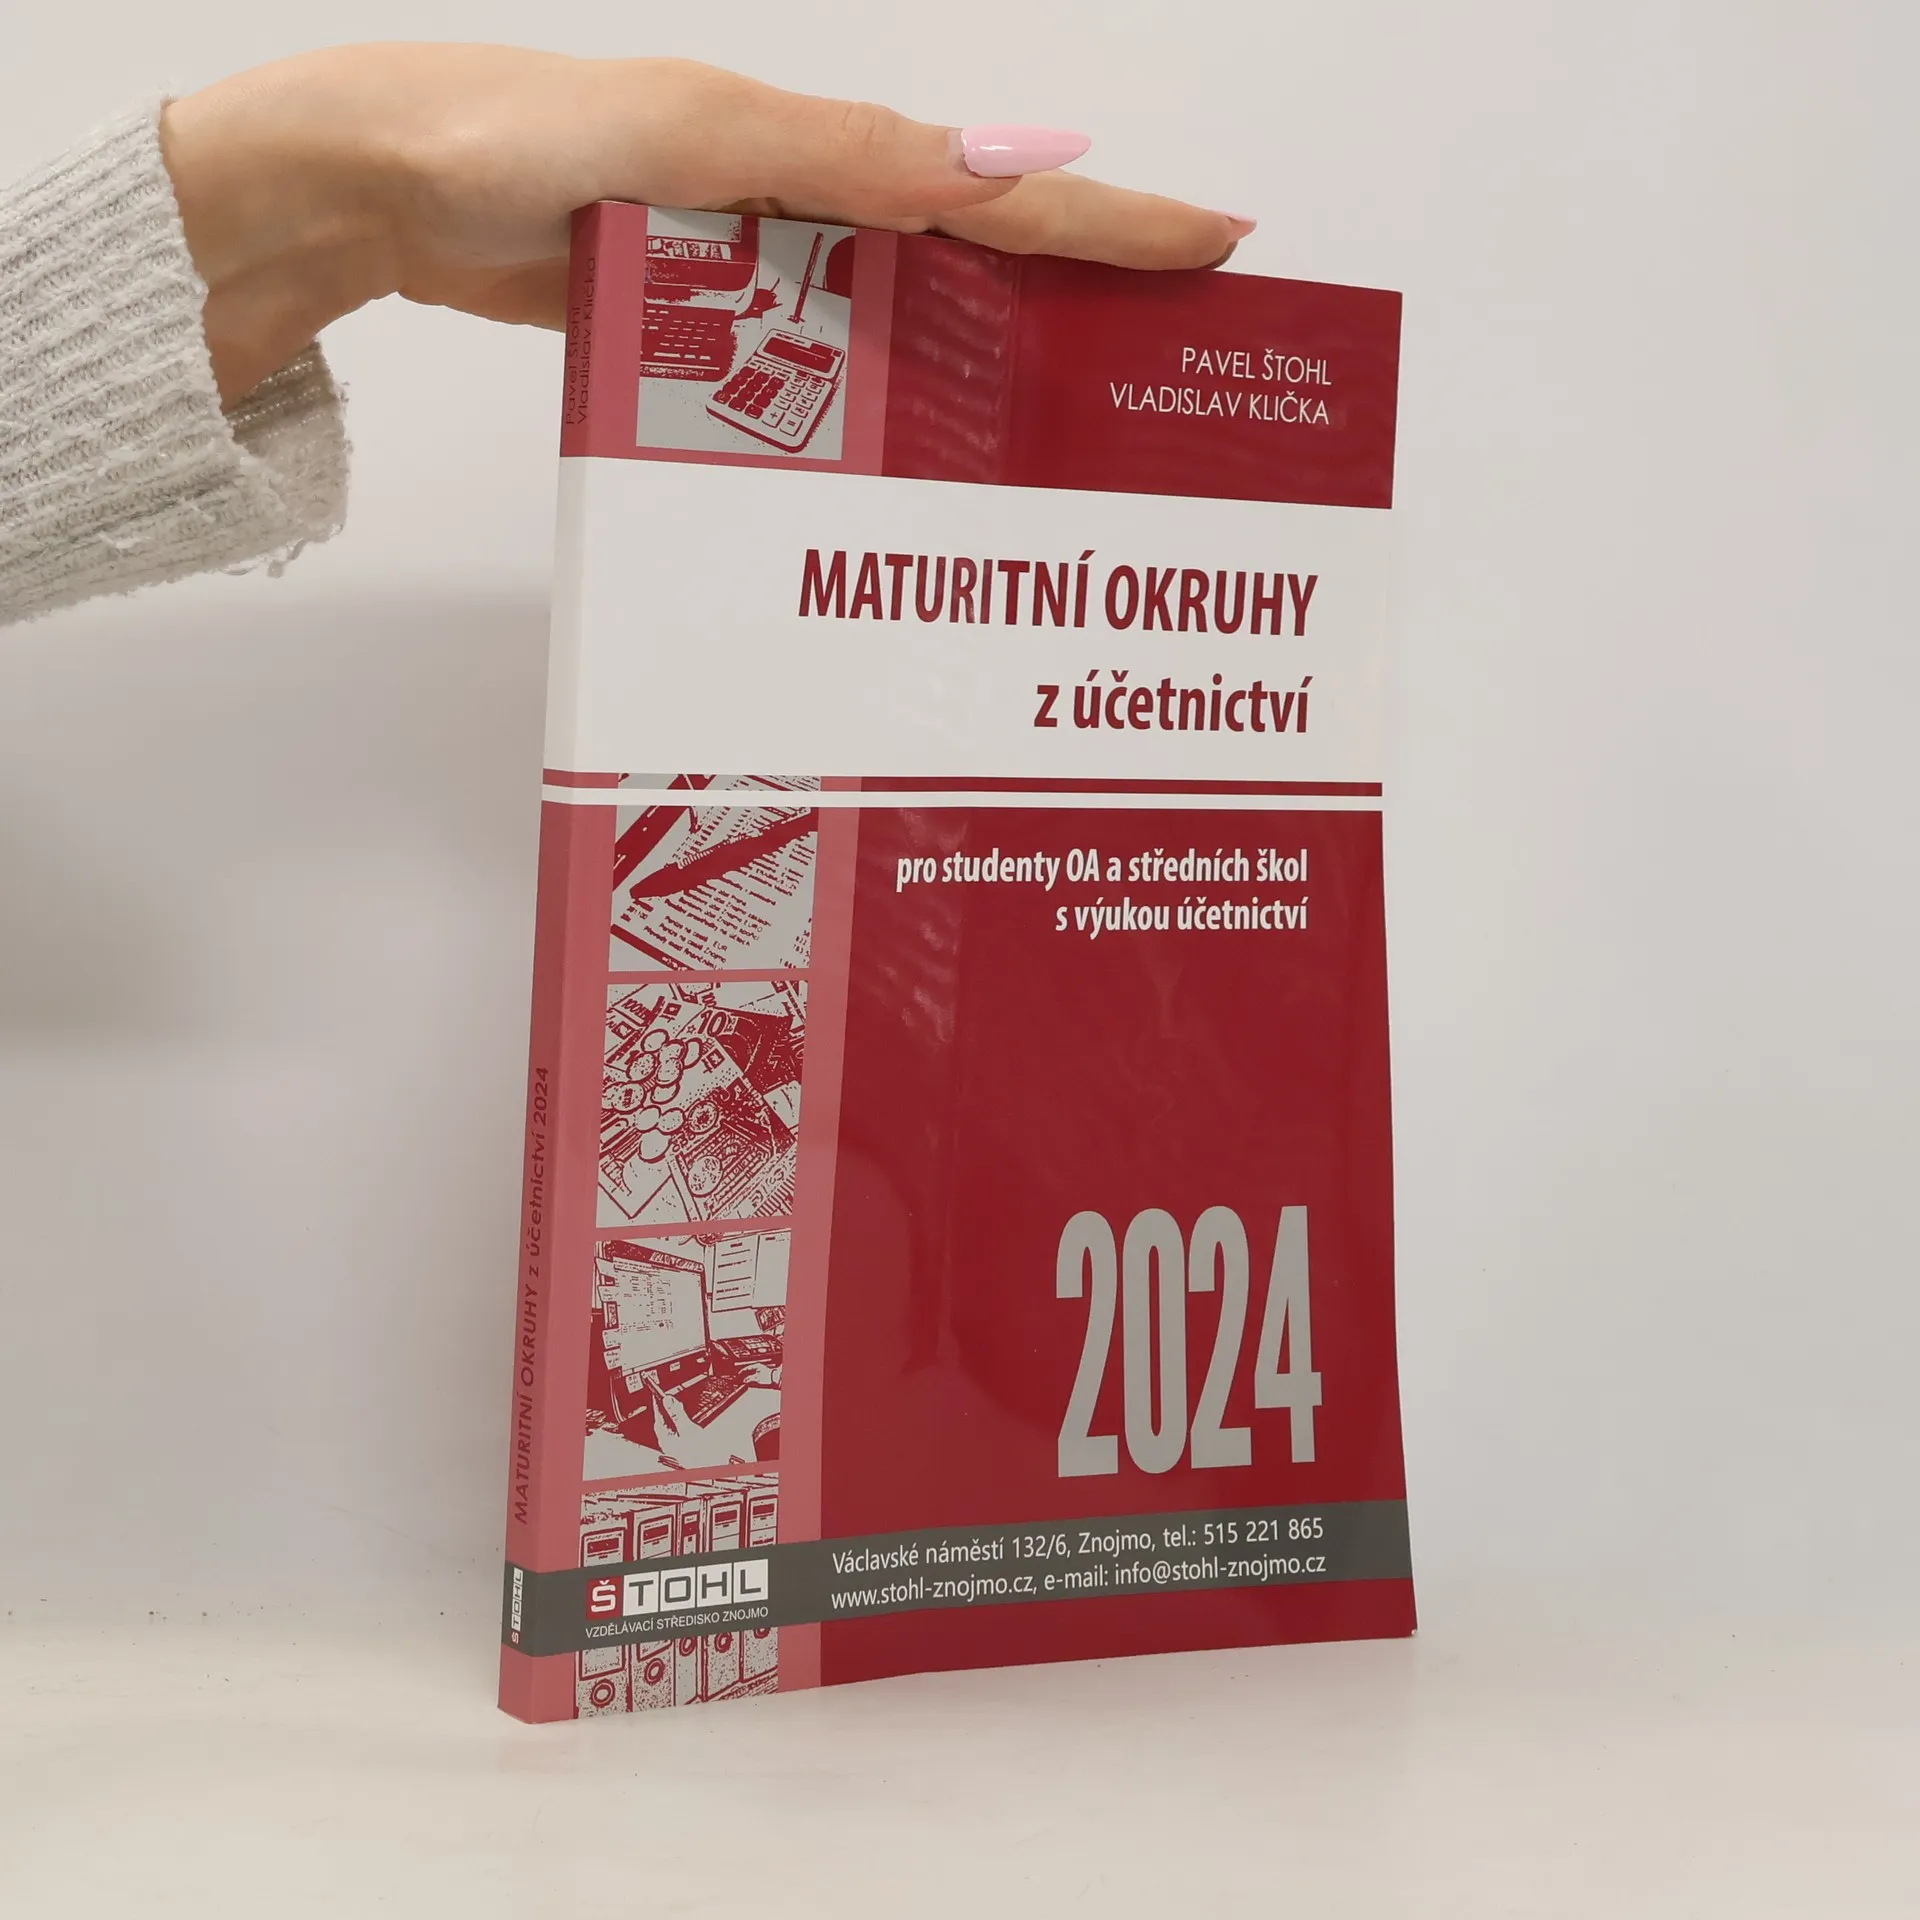 PAVEL ŠTOHL
VLADISLAV KLIČKA
MATURITNÍ OKRUHY
z účetnictví
pro studenty OA a středních škol
s výukou účetnictví
2024
Václavské náměstí 132/6, Znojmo, tel.: 515 221 865
www.stohl-znojmo.cz, e-mail: info@stohl-znojmo.cz
ŠTOHL
VZDĚLÁVACÍ STŘEDISKO ZNOJMO
Pavel Štohl
Vladislav Klička
MATURITNÍ OKRUHY z účetnictví 2024
ŠTOHL